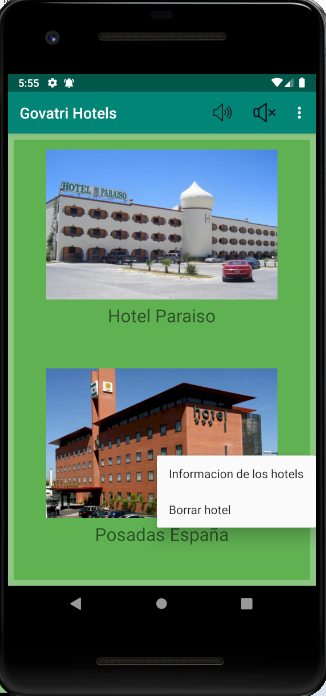 5:55
Govatri Hotels
HOTEL PARAISO
H
Hotel Paraiso
hotel
Informacion de los hotels
Borrar hotel
Posadas España